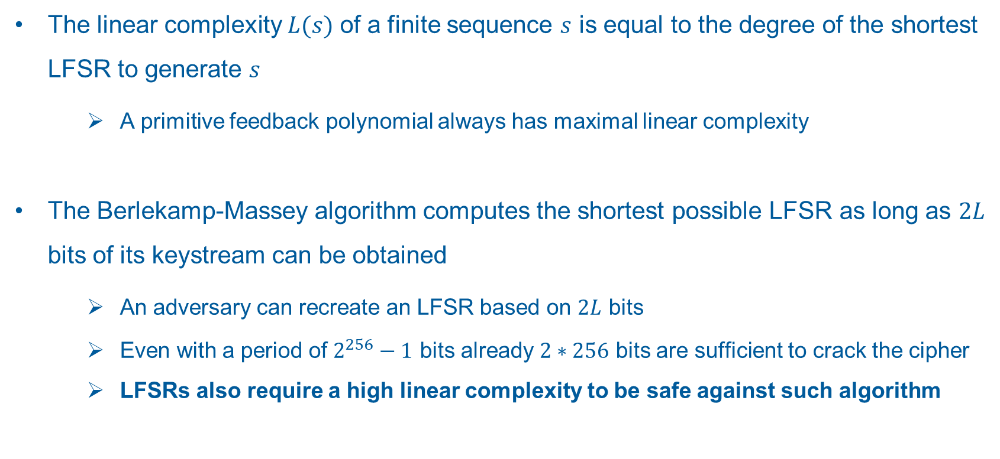 • The linear complexity L(s) of a finite sequence s is equal to the degree of the shortest
LFSR to generate s
➢ A primitive feedback polynomial always has maximal linear complexity
• The Berlekamp-Massey algorithm computes the shortest possible LFSR as long as 2L
bits of its keystream can be obtained
➢ An adversary can recreate an LFSR based on 2L bits
➢ Even with a period of 2²⁵⁶ − 1 bits already 2 ∗ 256 bits are sufficient to crack the cipher
➢ LFSRs also require a high linear complexity to be safe against such algorithm